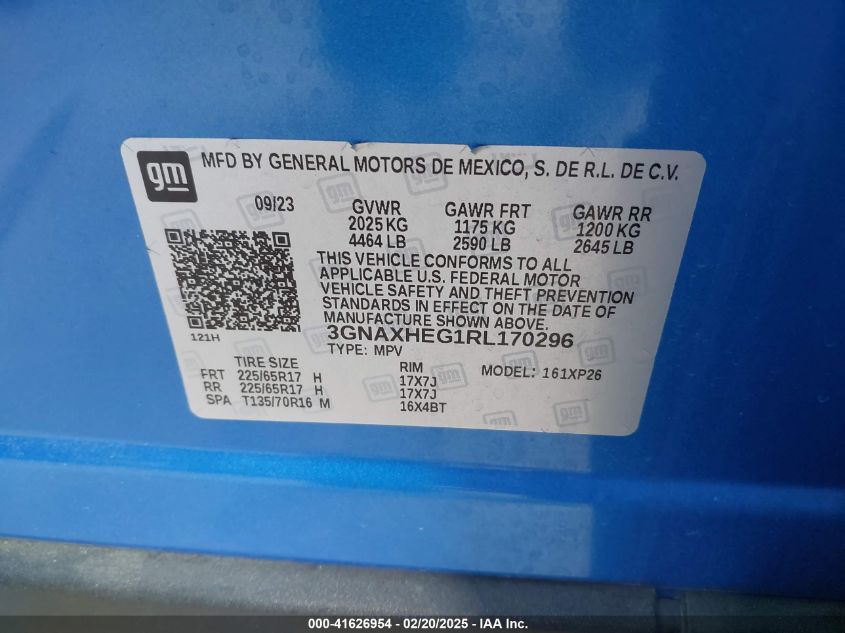 gm MFD BY GENERAL MOTORS DE MEXICO, S. DE R.L. DE C.V.
09/23 GVWR GAWR FRT GAWR RR
2025 KG 1175 KG 1200 KG
4464 LB 2590 LB 2645 LB
THIS VEHICLE CONFORMS TO ALL
APPLICABLE U.S. FEDERAL MOTOR
VEHICLE SAFETY AND THEFT PREVENTION
STANDARDS IN EFFECT ON THE DATE OF
MANUFACTURE SHOWN ABOVE.
121H 3GNAXHEG1RL170296
TYPE: MPV
TIRE SIZE RIM MODEL: 161XP26
FRT 225/65R17 H 17X7J
RR 225/65R17 H 17X7J
SPA T135/70R16 M 16X4BT
000-41626954 - 02/20/2025 - IAA Inc.